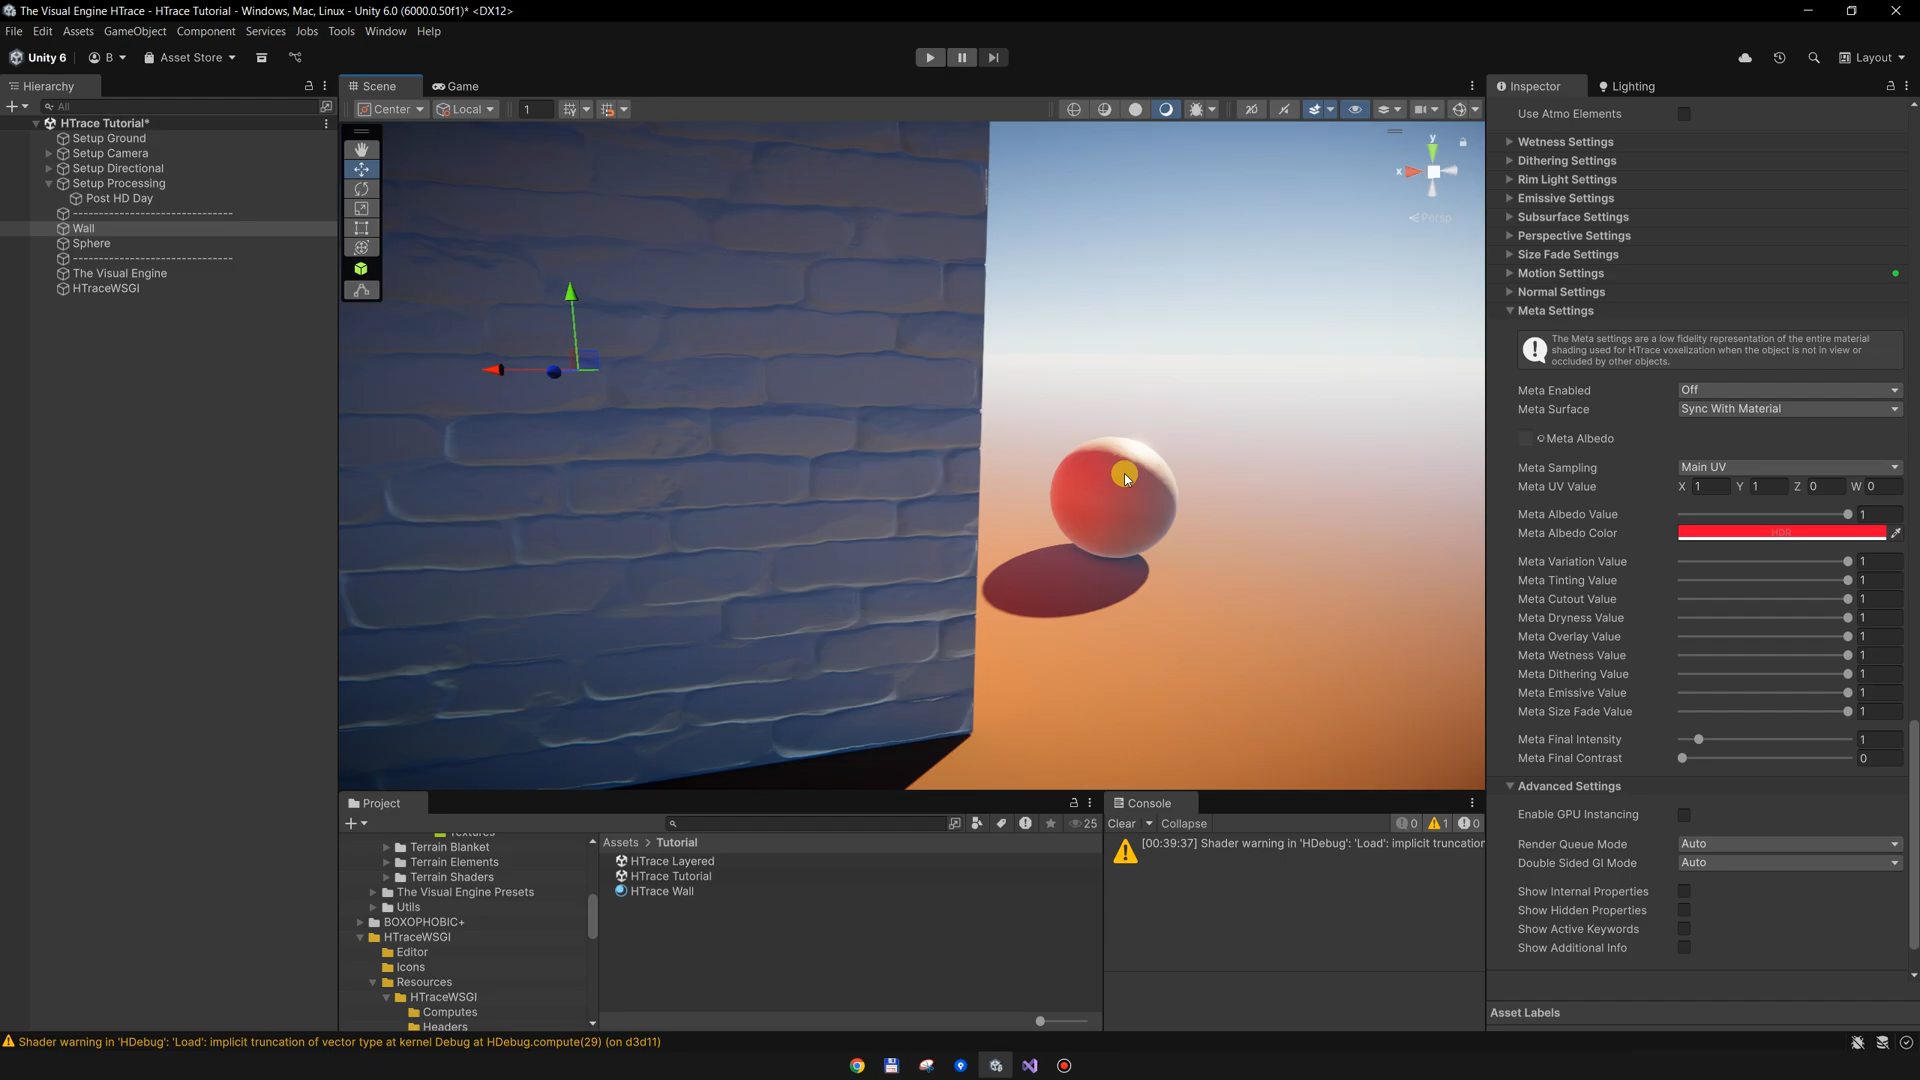 The Visual Engine HTrace - HTrace Tutorial - Windows, Mac, Linux - Unity 6.0 (6000.0.50f1)* <DX12>
File Edit Assets GameObject Component Services Jobs Tools Window Help
Unity 6 B Asset Store Layout
Hierarchy
All
HTrace Tutorial*
Setup Ground
Setup Camera
Setup Directional
Setup Processing
Post HD Day
--------------------------------
Wall
Sphere
--------------------------------
The Visual Engine
HTraceWSGI
Scene Game
Center Local 1 2D
y
x
Persp
Project
25
Textures
Terrain Blanket
Terrain Elements
Terrain Shaders
The Visual Engine Presets
Utils
BOXOPHOBIC+
HTraceWSGI
Editor
Icons
Resources
HTraceWSGI
Computes
Headers
Assets > Tutorial
HTrace Layered
HTrace Tutorial
HTrace Wall
Console
Clear Collapse 0 1 0
[00:39:37] Shader warning in 'HDebug': 'Load': implicit truncation
Inspector Lighting
Use Atmo Elements
Wetness Settings
Dithering Settings
Rim Light Settings
Emissive Settings
Subsurface Settings
Perspective Settings
Size Fade Settings
Motion Settings
Normal Settings
Meta Settings
The Meta settings are a low fidelity representation of the entire material
shading used for HTrace voxelization when the object is not in view or
occluded by other objects.
Meta Enabled Off
Meta Surface Sync With Material
Meta Albedo
Meta Sampling Main UV
Meta UV Value X 1 Y 1 Z 0 W 0
Meta Albedo Value 1
Meta Albedo Color HDR
Meta Variation Value 1
Meta Tinting Value 1
Meta Cutout Value 1
Meta Dryness Value 1
Meta Overlay Value 1
Meta Wetness Value 1
Meta Dithering Value 1
Meta Emissive Value 1
Meta Size Fade Value 1
Meta Final Intensity 1
Meta Final Contrast 0
Advanced Settings
Enable GPU Instancing
Render Queue Mode Auto
Double Sided GI Mode Auto
Show Internal Properties
Show Hidden Properties
Show Active Keywords
Show Additional Info
Asset Labels
Shader warning in 'HDebug': 'Load': implicit truncation of vector type at kernel Debug at HDebug.compute(29) (on d3d11)